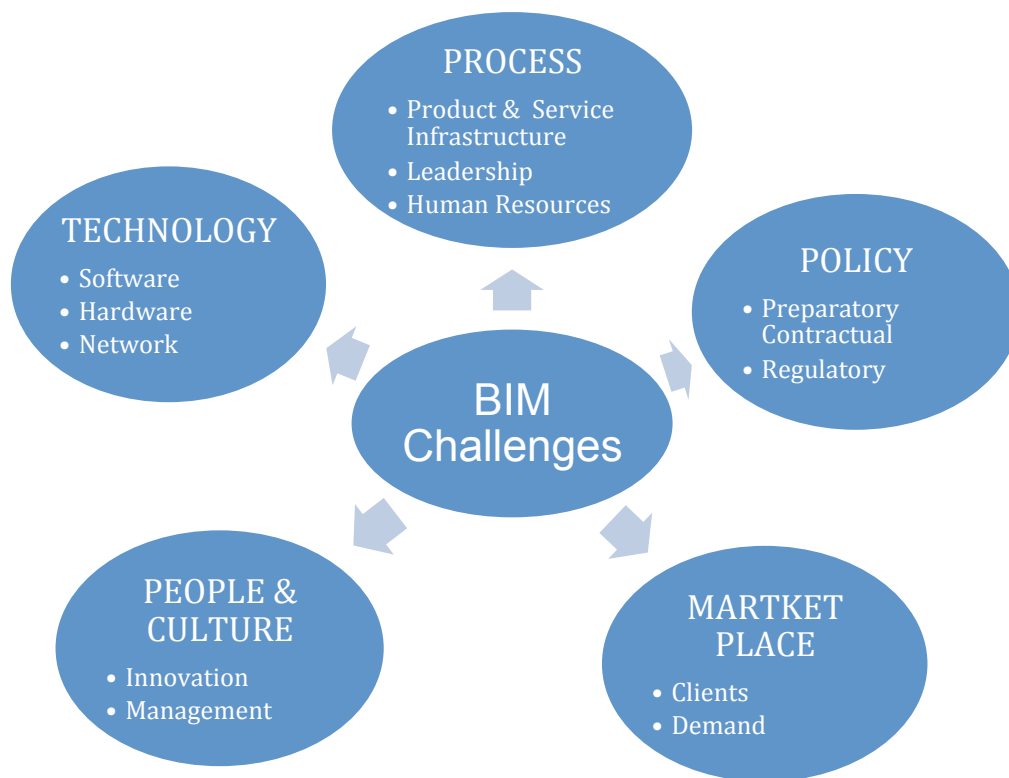 PROCESS
• Product & Service
Infrastructure
• Leadership
• Human Resources
TECHNOLOGY
• Software
• Hardware
• Network
POLICY
• Preparatory
Contractual
• Regulatory
BIM
Challenges
PEOPLE &
CULTURE
• Innovation
• Management
MARTKET
PLACE
• Clients
• Demand